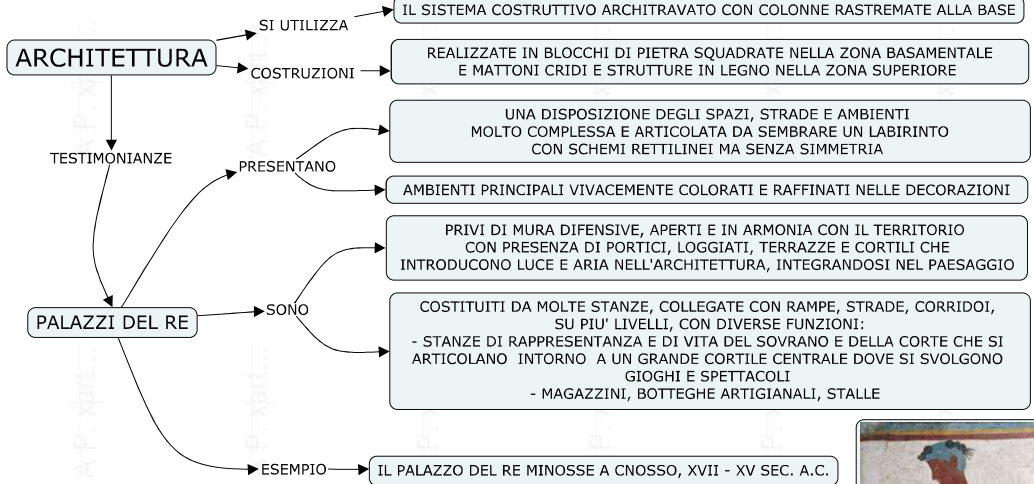 IL SISTEMA COSTRUTTIVO ARCHITRAVATO CON COLONNE RASTREMATE ALLA BASE
SI UTILIZZA
ARCHITETTURA
COSTRUZIONI
REALIZZATE IN BLOCCHI DI PIETRA SQUADRATE NELLA ZONA BASAMENTALE
E MATTONI CRIDI E STRUTTURE IN LEGNO NELLA ZONA SUPERIORE
TESTIMONIANZE
PRESENTANO
UNA DISPOSIZIONE DEGLI SPAZI, STRADE E AMBIENTI
MOLTO COMPLESSA E ARTICOLATA DA SEMBRARE UN LABIRINTO
CON SCHEMI RETTILINEI MA SENZA SIMMETRIA
AMBIENTI PRINCIPALI VIVACEMENTE COLORATI E RAFFINATI NELLE DECORAZIONI
PALAZZI DEL RE
SONO
PRIVI DI MURA DIFENSIVE, APERTI E IN ARMONIA CON IL TERRITORIO
CON PRESENZA DI PORTICI, LOGGIATI, TERRAZZE E CORTILI CHE
INTRODUCONO LUCE E ARIA NELL'ARCHITETTURA, INTEGRANDOSI NEL PAESAGGIO
COSTITUITI DA MOLTE STANZE, COLLEGATE CON RAMPE, STRADE, CORRIDOI,
SU PIU' LIVELLI, CON DIVERSE FUNZIONI:
- STANZE DI RAPPRESENTANZA E DI VITA DEL SOVRANO E DELLA CORTE CHE SI
ARTICOLANO INTORNO A UN GRANDE CORTILE CENTRALE DOVE SI SVOLGONO
GIOGHI E SPETTACOLI
- MAGAZZINI, BOTTEGHE ARTIGIANALI, STALLE
ESEMPIO
IL PALAZZO DEL RE MINOSSE A CNOSSO, XVII - XV SEC. A.C.